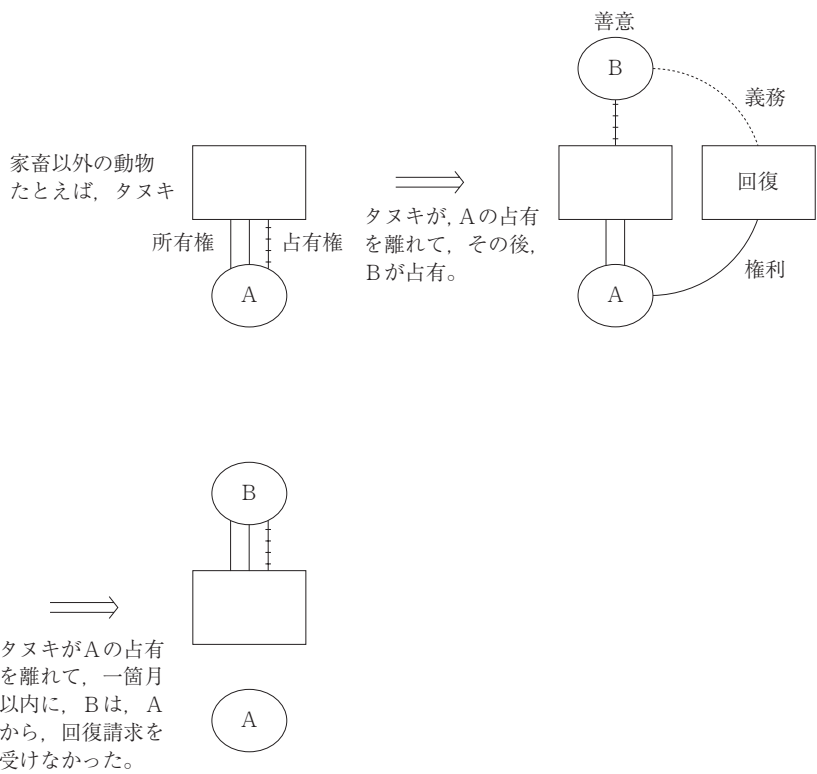 家畜以外の動物
たとえば，タヌキ
所有権
占有権
A
タヌキが，Aの占有
を離れて，その後，
Bが占有。
善意
B
義務
回復
権利
A
タヌキがAの占有
を離れて，一箇月
以内に，Bは，A
から，回復請求を
受けなかった。
B
A